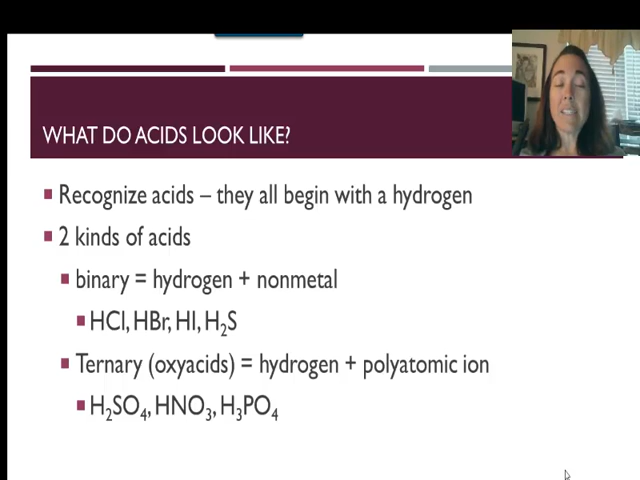 WHAT DO ACIDS LOOK LIKE?
Recognize acids – they all begin with a hydrogen
2 kinds of acids
binary = hydrogen + nonmetal
HCl, HBr, HI, H₂S
Ternary (oxyacids) = hydrogen + polyatomic ion
H₂SO₄, HNO₃, H₃PO₄